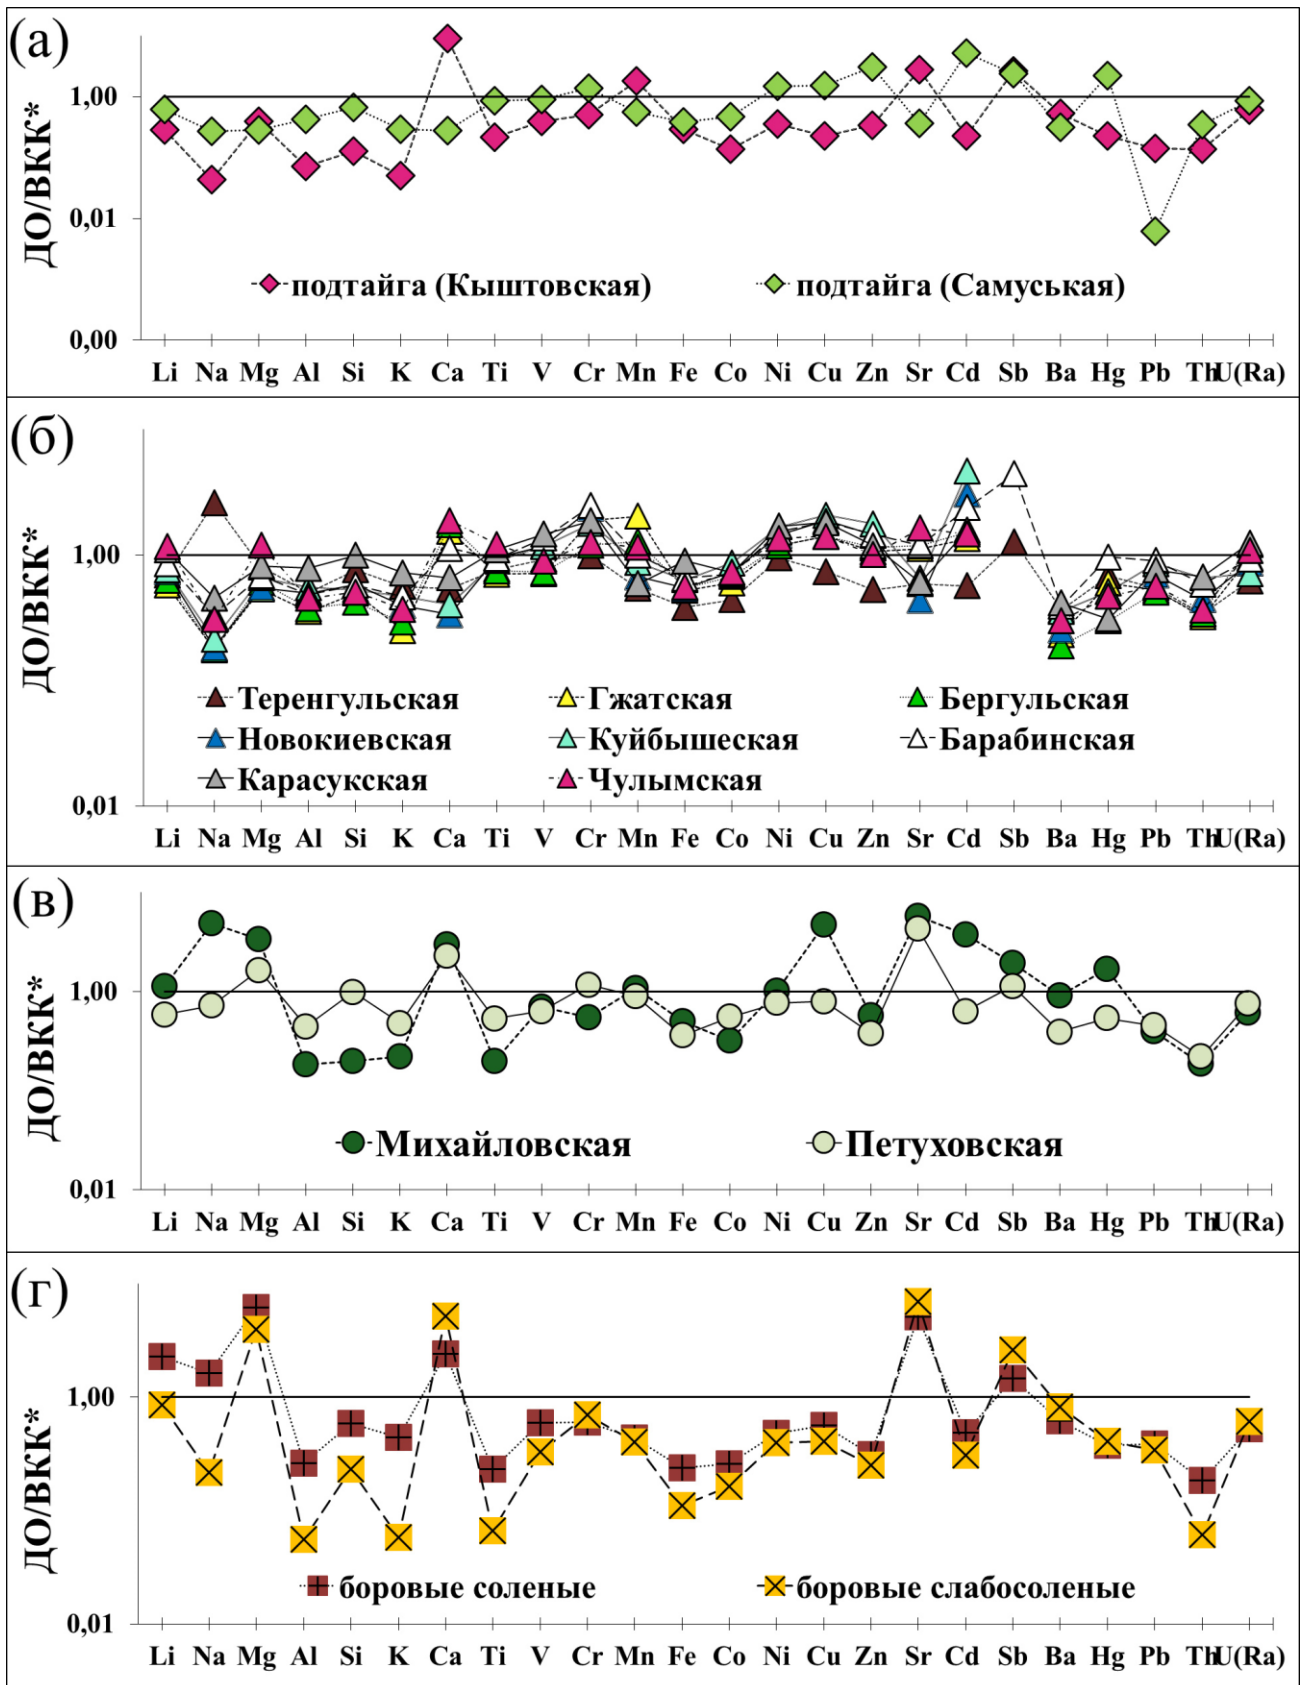 (а)
ДО/ВКК*
1,00
0,01
0,00
подтайга (Кыштовская) подтайга (Самуськая)
Li Na Mg Al Si K Ca Ti V Cr Mn Fe Co Ni Cu Zn Sr Cd Sb Ba Hg Pb Th U(Ra)
(б)
ДО/ВКК*
1,00
Теренгульская Гжатская Бергульская
Новокиевская Куйбышеская Барабинская
Карасукская Чулымская
0,01
Li Na Mg Al Si K Ca Ti V Cr Mn Fe Co Ni Cu Zn Sr Cd Sb Ba Hg Pb Th U(Ra)
(в)
ДО/ВКК*
1,00
Михайловская Петуховская
0,01
Li Na Mg Al Si K Ca Ti V Cr Mn Fe Co Ni Cu Zn Sr Cd Sb Ba Hg Pb Th U(Ra)
(г)
ДО/ВКК*
1,00
боровые соленые боровые слабосоленые
0,01
Li Na Mg Al Si K Ca Ti V Cr Mn Fe Co Ni Cu Zn Sr Cd Sb Ba Hg Pb Th U(Ra)